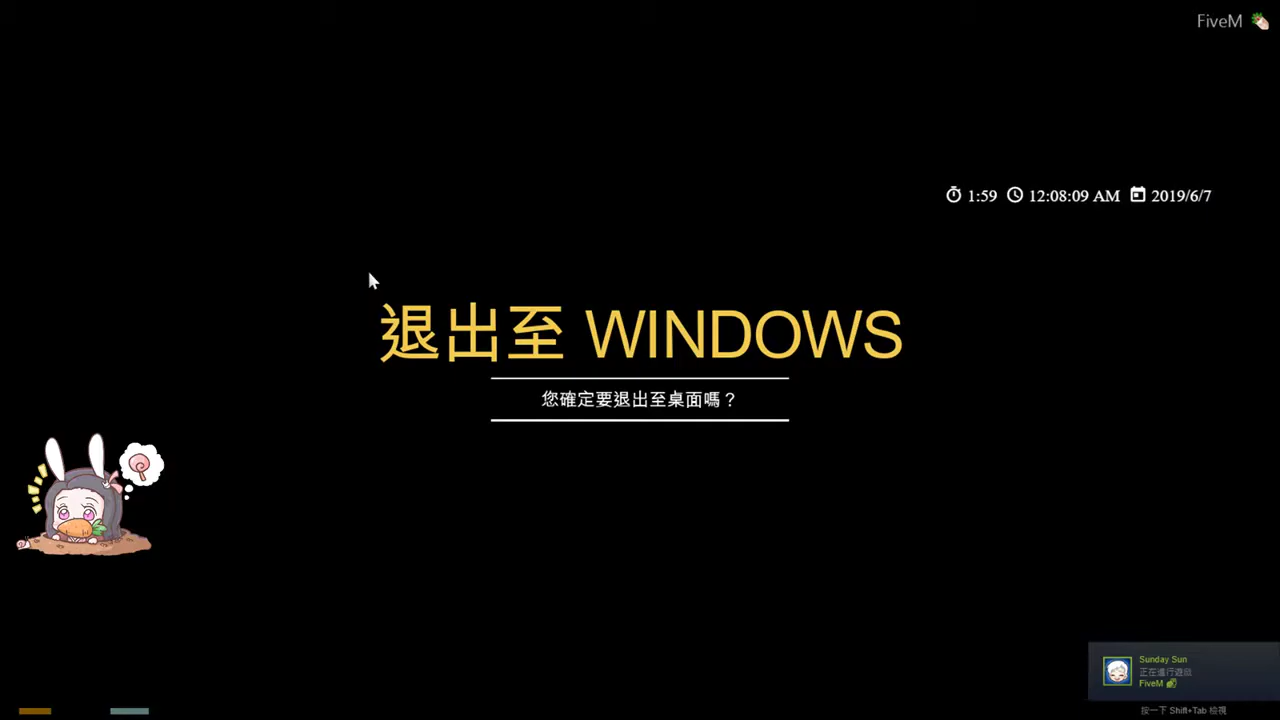 FiveM
1:59 12:08:09 AM 2019/6/7
退出至 WINDOWS
您確定要退出至桌面嗎？
Sunday Sun
正在進行遊戲
FiveM
按一下 Shift+Tab 檢視